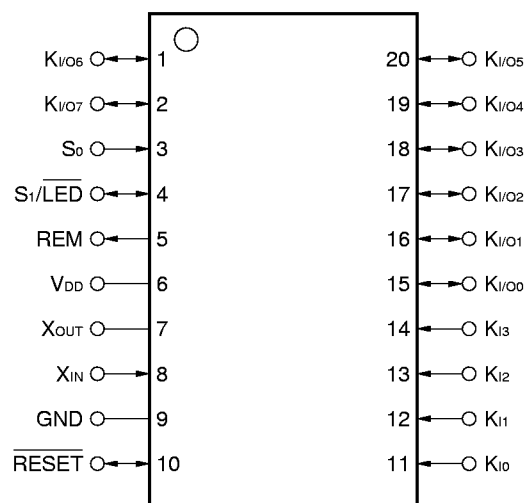 KI/O6 1 20 KI/O5
KI/O7 2 19 KI/O4
S0 3 18 KI/O3
S1/LED 4 17 KI/O2
REM 5 16 KI/O1
VDD 6 15 KI/O0
XOUT 7 14 KI3
XIN 8 13 KI2
GND 9 12 KI1
RESET 10 11 KI0